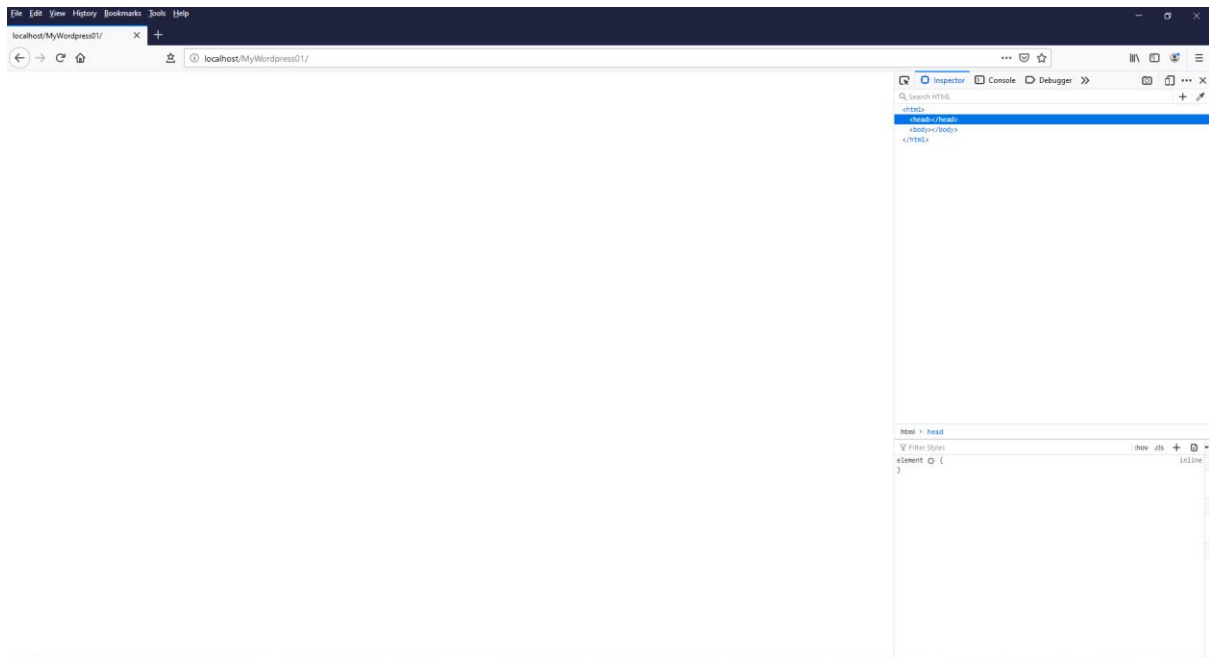 File Edit View History Bookmarks Tools Help
localhost/MyWordpress01/
localhost/MyWordpress01/
Inspector Console Debugger
Search HTML
<html>
<head></head>
<body></body>
</html>
html > head
Filter Styles :hov .cls
element { inline
}